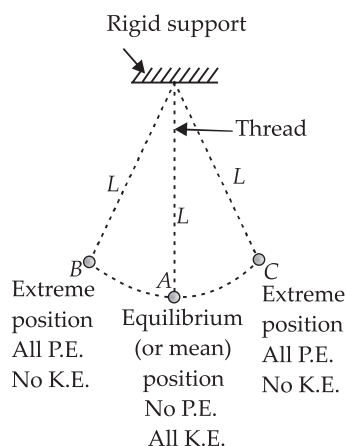 Rigid support
Thread
L
L
L
B
A
C
Extreme
position
All P.E.
No K.E.
Equilibrium
(or mean)
position
No P.E.
All K.E.
Extreme
position
All P.E.
No K.E.